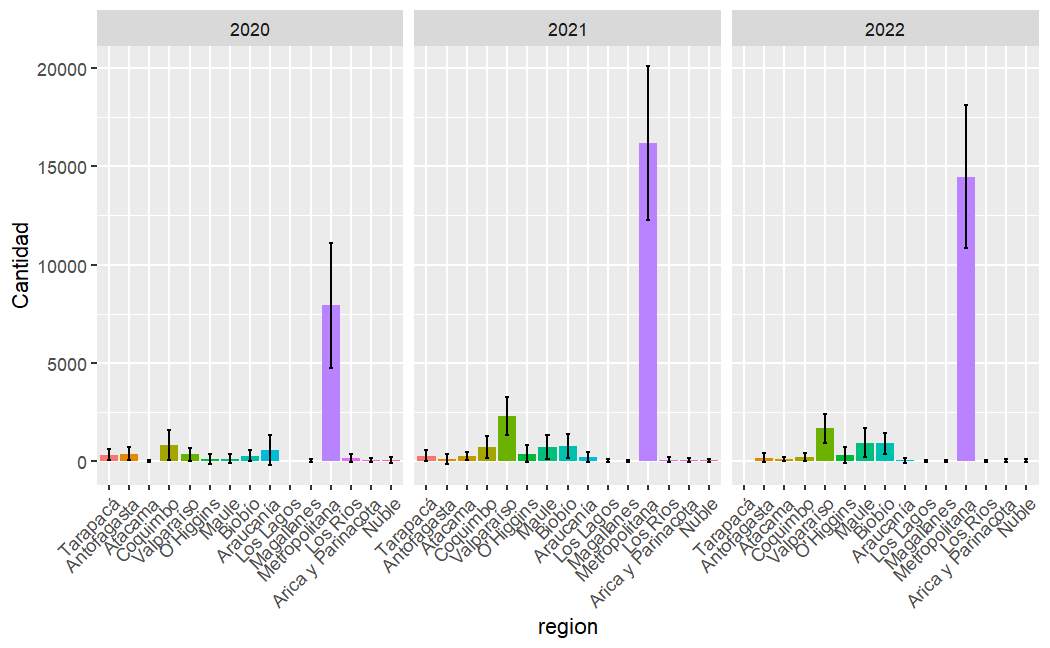 2020 2021 2022
Cantidad
20000
15000
10000
5000
0
Tarapacá Antofagasta Atacama Coquimbo Valparaíso O'Higgins Maule Biobío Araucanía Los Lagos Magallanes Metropolitana Los Ríos Arica y Parinacota Ñuble
Tarapacá Antofagasta Atacama Coquimbo Valparaíso O'Higgins Maule Biobío Araucanía Los Lagos Magallanes Metropolitana Los Ríos Arica y Parinacota Ñuble
Tarapacá Antofagasta Atacama Coquimbo Valparaíso O'Higgins Maule Biobío Araucanía Los Lagos Magallanes Metropolitana Los Ríos Arica y Parinacota Ñuble
region